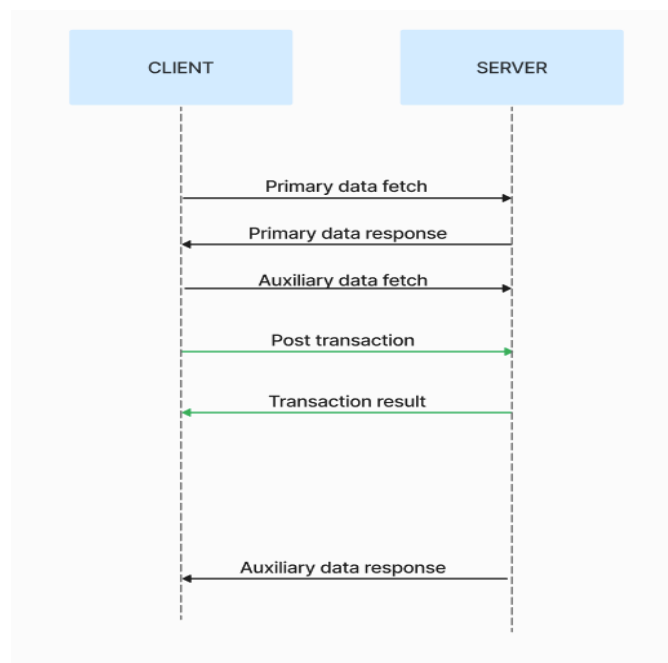 CLIENT
SERVER
Primary data fetch
Primary data response
Auxiliary data fetch
Post transaction
Transaction result
Auxiliary data response